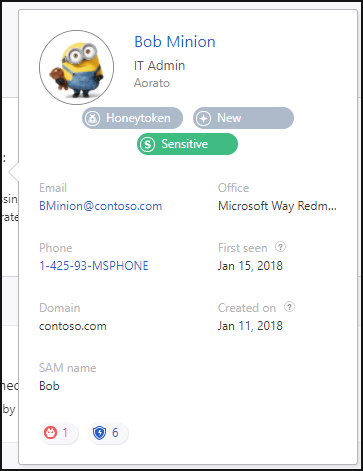 Bob Minion
IT Admin
Aorato
Honeytoken
New
S Sensitive
:
Email
Office
BMinion@contoso.com
Microsoft Way Redm...
Phone
First seen ?
1-425-93-MSPHONE
Jan 15, 2018
Domain
Created on ?
contoso.com
Jan 11, 2018
SAM name
Bob
by
1
6